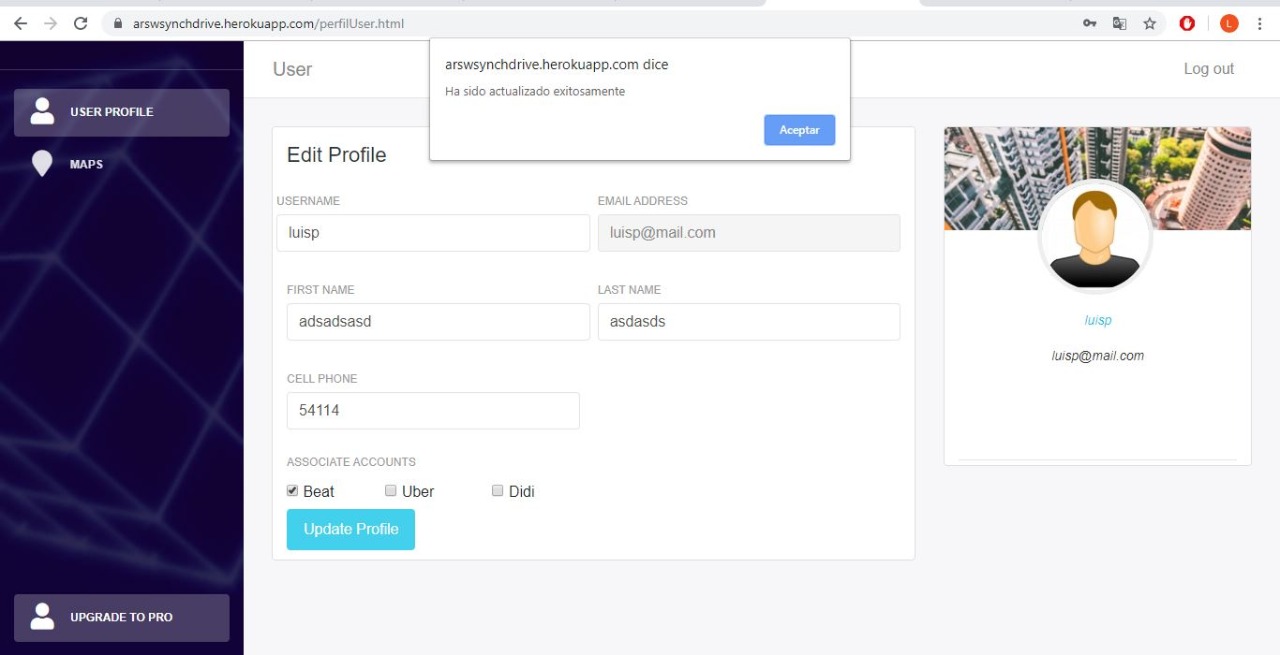 arswsynchdrive.herokuapp.com/perfilUser.html
L
arswsynchdrive.herokuapp.com dice
Ha sido actualizado exitosamente
Aceptar
User
Log out
USER PROFILE
MAPS
UPGRADE TO PRO
Edit Profile
USERNAME
EMAIL ADDRESS
luisp
luisp@mail.com
FIRST NAME
LAST NAME
adsadsasd
asdasds
CELL PHONE
54114
ASSOCIATE ACCOUNTS
Beat
Uber
Didi
Update Profile
luisp
luisp@mail.com